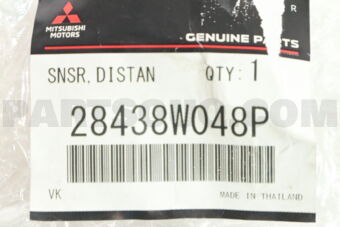 MITSUBISHI
MOTORS
R
GENUINE PARTS
SNSR, DISTAN QTY: 1
28438W048P
VK MADE IN THAILAND